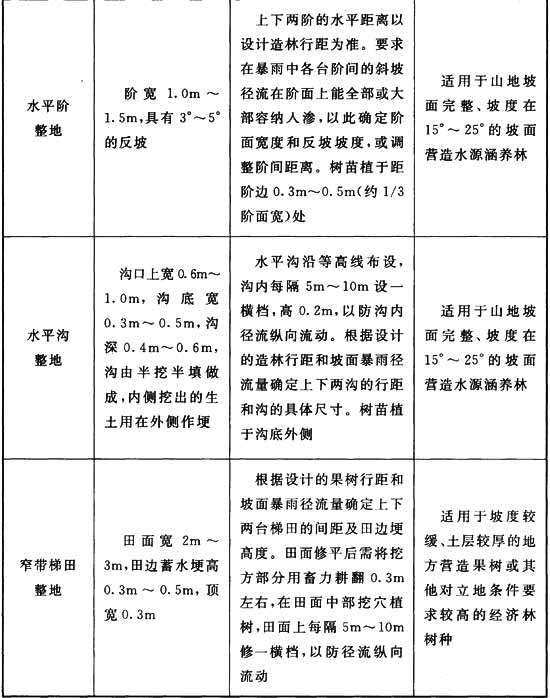 水平阶
整地
阶宽1.0m~
1.5m,具有3°~5°
的反坡
上下两阶的水平距离以
设计造林行距为准。要求
在暴雨中各台阶间的斜坡
径流在阶面上能全部或大
部容纳入渗,以此确定阶
面宽度和反坡坡度,或调
整阶间距离。树苗植于距
阶边0.3m~0.5m(约1/3
阶面宽)处
适用于山地坡
面完整、坡度在
15°~25°的坡面
营造水源涵养林
水平沟
整地
沟口上宽0.6m~
1.0m,沟底宽
0.3m~0.5m,沟
深0.4m~0.6m,
沟由半挖半填做
成,内侧挖出的生
土用在外侧作埂
水平沟沿等高线布设,
沟内每隔5m~10m设一
横档,高0.2m,以防沟内
径流纵向流动。根据设计
的造林行距和坡面暴雨径
流量确定上下两沟的行距
和沟的具体尺寸。树苗植
于沟底外侧
适用于山地坡
面完整、坡度在
15°~25°的坡面
营造水源涵养林
窄带梯田
整地
田面宽2m~
3m,田边蓄水埂高
0.3m~0.5m,顶
宽0.3m
根据设计的果树行距和
坡面暴雨径流量确定上下
两台梯田的间距及田边埂
高度。田面修平后需将挖
方部分用畜力耕翻0.3m
左右,在田面中部挖穴植
树,田面上每隔5m~10m
修一横档,以防径流纵向
流动
适用于坡度较
缓、土层较厚的地
方营造果树或其
他对立地条件要
求较高的经济林
树种